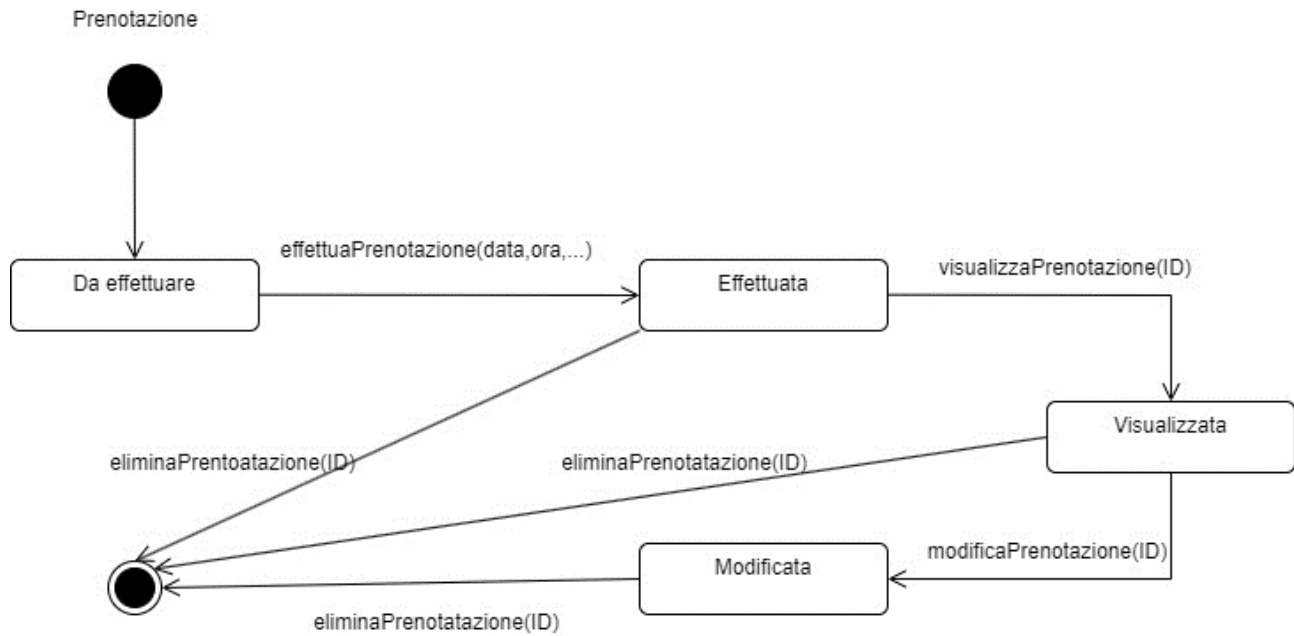 Prenotazione
effettuaPrenotazione(data,ora,...)
Da effettuare
Effettuata
visualizzaPrenotazione(ID)
Visualizzata
eliminaPrentoatazione(ID)
eliminaPrenotatazione(ID)
modificaPrenotazione(ID)
Modificata
eliminaPrenotatazione(ID)